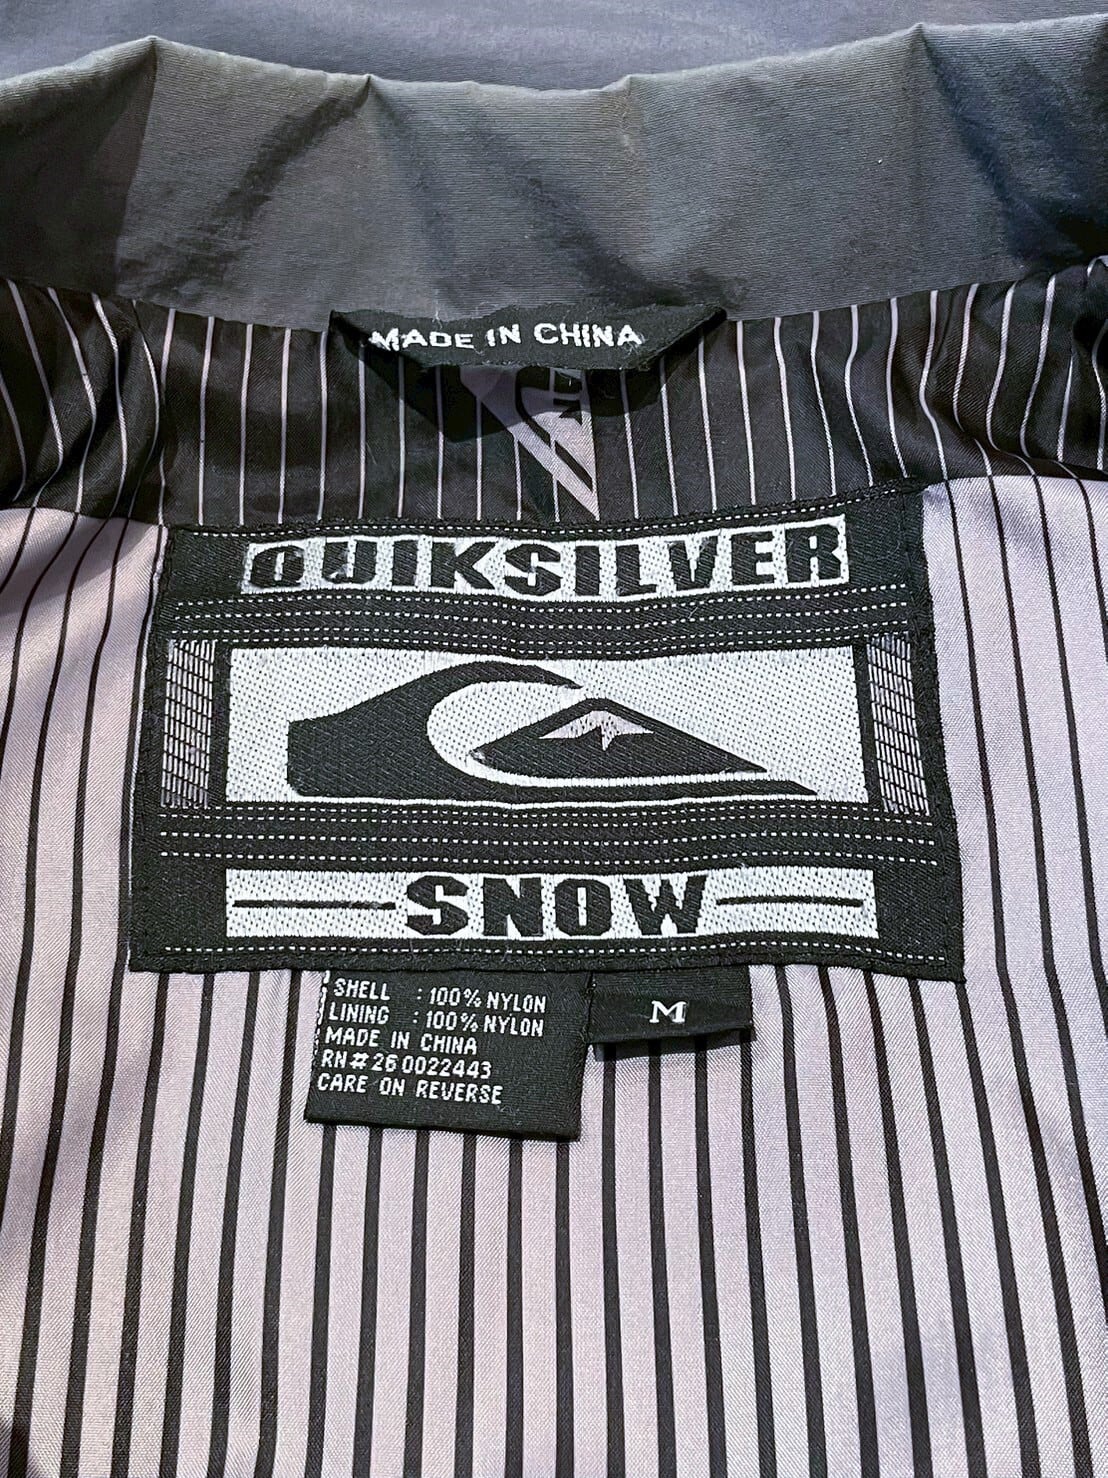 MADE IN CHINA
QUIKSILVER
SNOW
SHELL : 100% NYLON
LINING : 100% NYLON
MADE IN CHINA
RN#26 0022443
CARE ON REVERSE
M